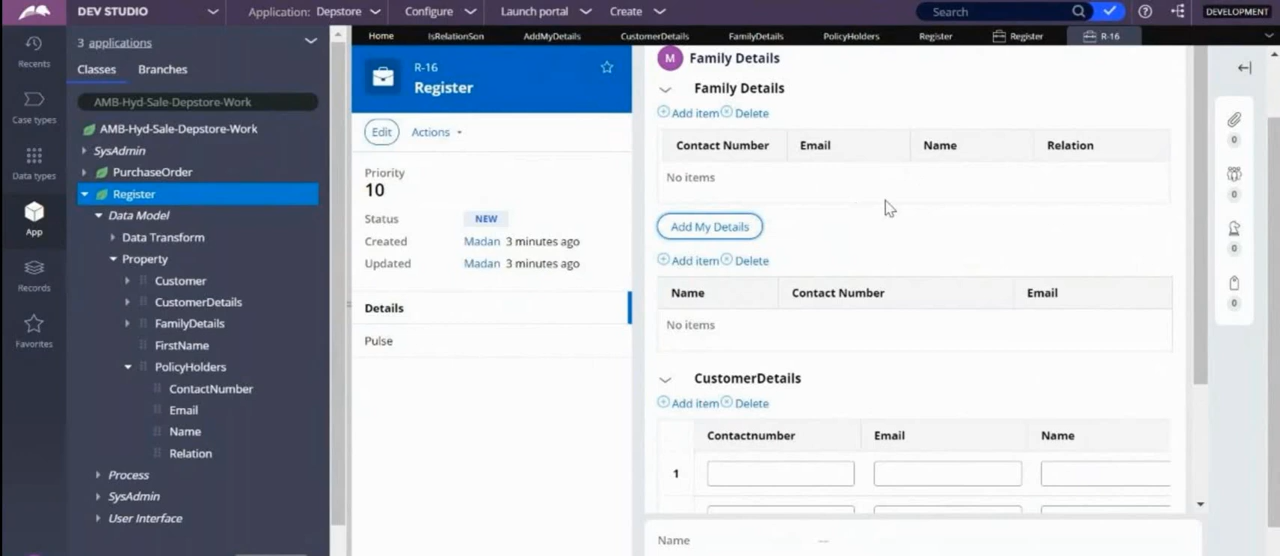 DEV STUDIO
Application: Depstore
Configure
Launch portal
Create
Search
DEVELOPMENT
Recents
Case types
Data types
App
Records
Favorites
3 applications
Classes
Branches
AMB-Hyd-Sale-Depstore-Work
AMB-Hyd-Sale-Depstore-Work
SysAdmin
PurchaseOrder
Register
Data Model
Data Transform
Property
Customer
CustomerDetails
FamilyDetails
FirstName
PolicyHolders
ContactNumber
Email
Name
Relation
Process
SysAdmin
User Interface
Home
IsRelationSon
AddMyDetails
CustomerDetails
FamilyDetails
PolicyHolders
Register
Register
R-16
R-16
Register
Edit
Actions
Priority
10
Status NEW
Created Madan 3 minutes ago
Updated Madan 3 minutes ago
Details
Pulse
M Family Details
Family Details
Add item Delete
Contact Number Email Name Relation
No items
Add My Details
Add item Delete
Name Contact Number Email
No items
CustomerDetails
Add item Delete
Contactnumber Email Name
1
Name ---
0
0
0
0